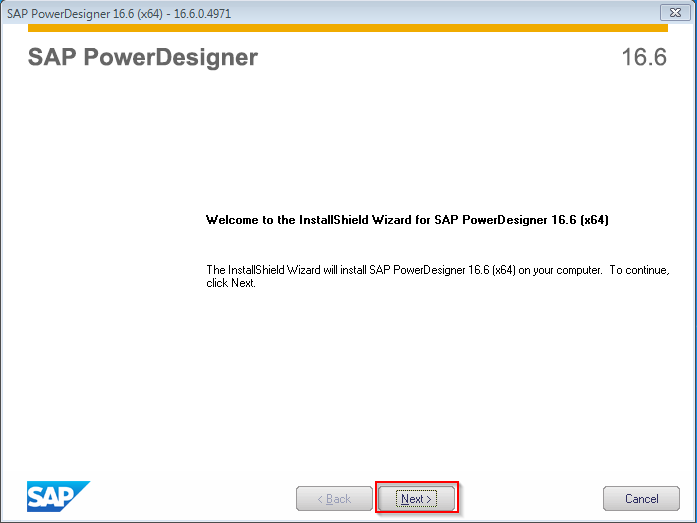 SAP PowerDesigner 16.6 (x64) - 16.6.0.4971
SAP PowerDesigner 16.6
Welcome to the InstallShield Wizard for SAP PowerDesigner 16.6 (x64)
The InstallShield Wizard will install SAP PowerDesigner 16.6 (x64) on your computer. To continue,
click Next.
SAP
< Back Next > Cancel